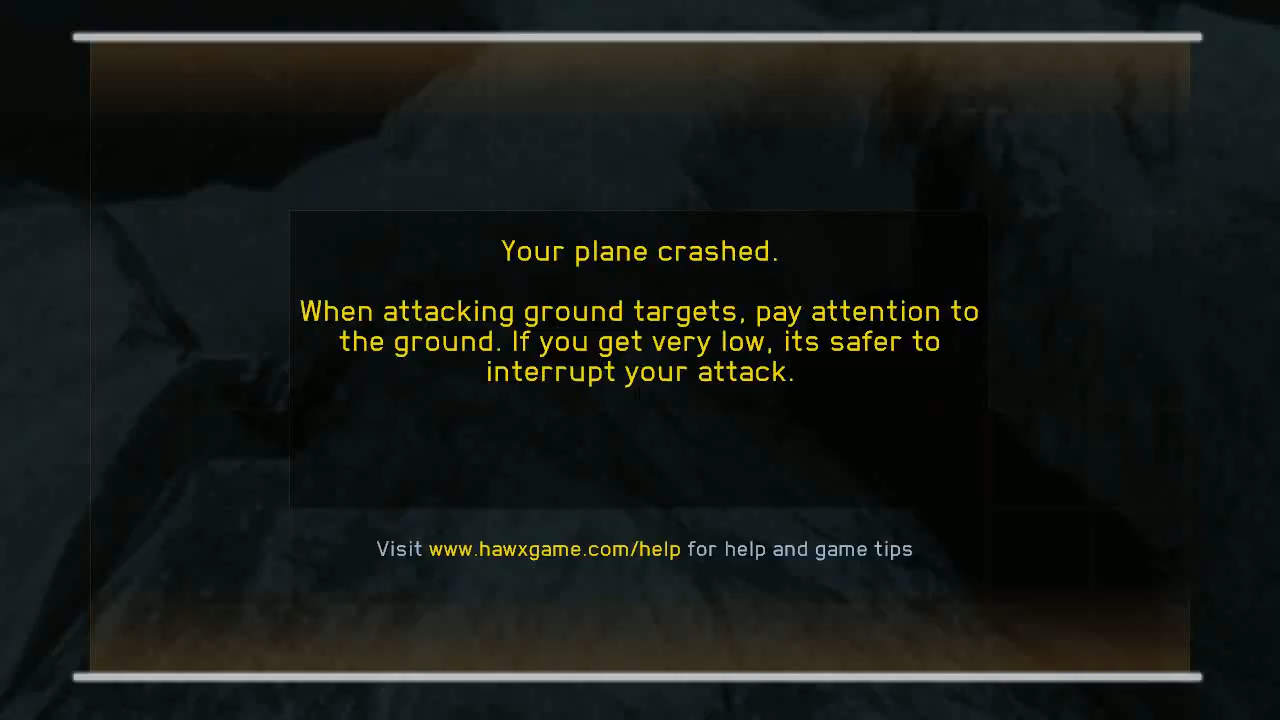 Your plane crashed.
When attacking ground targets, pay attention to
the ground. If you get very low, its safer to
interrupt your attack.
Visit www.hawxgame.com/help for help and game tips